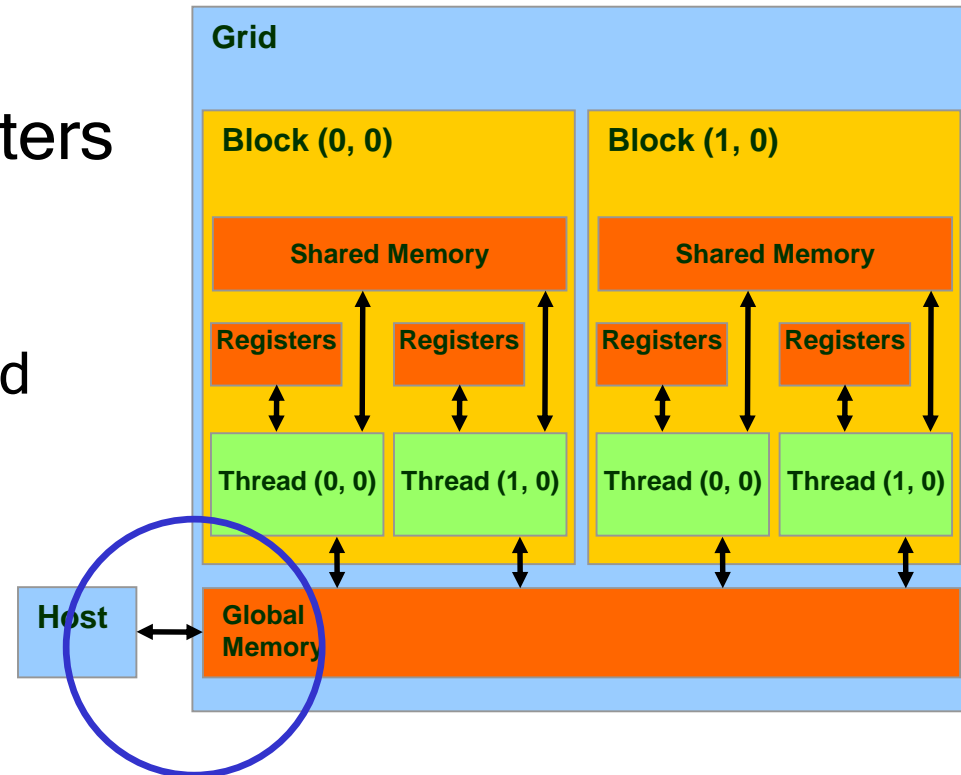 Grid
ters
d
Block (0, 0)
Shared Memory
Registers
Registers
Thread (0, 0)
Thread (1, 0)
Block (1, 0)
Shared Memory
Registers
Registers
Thread (0, 0)
Thread (1, 0)
Host
Global
Memory